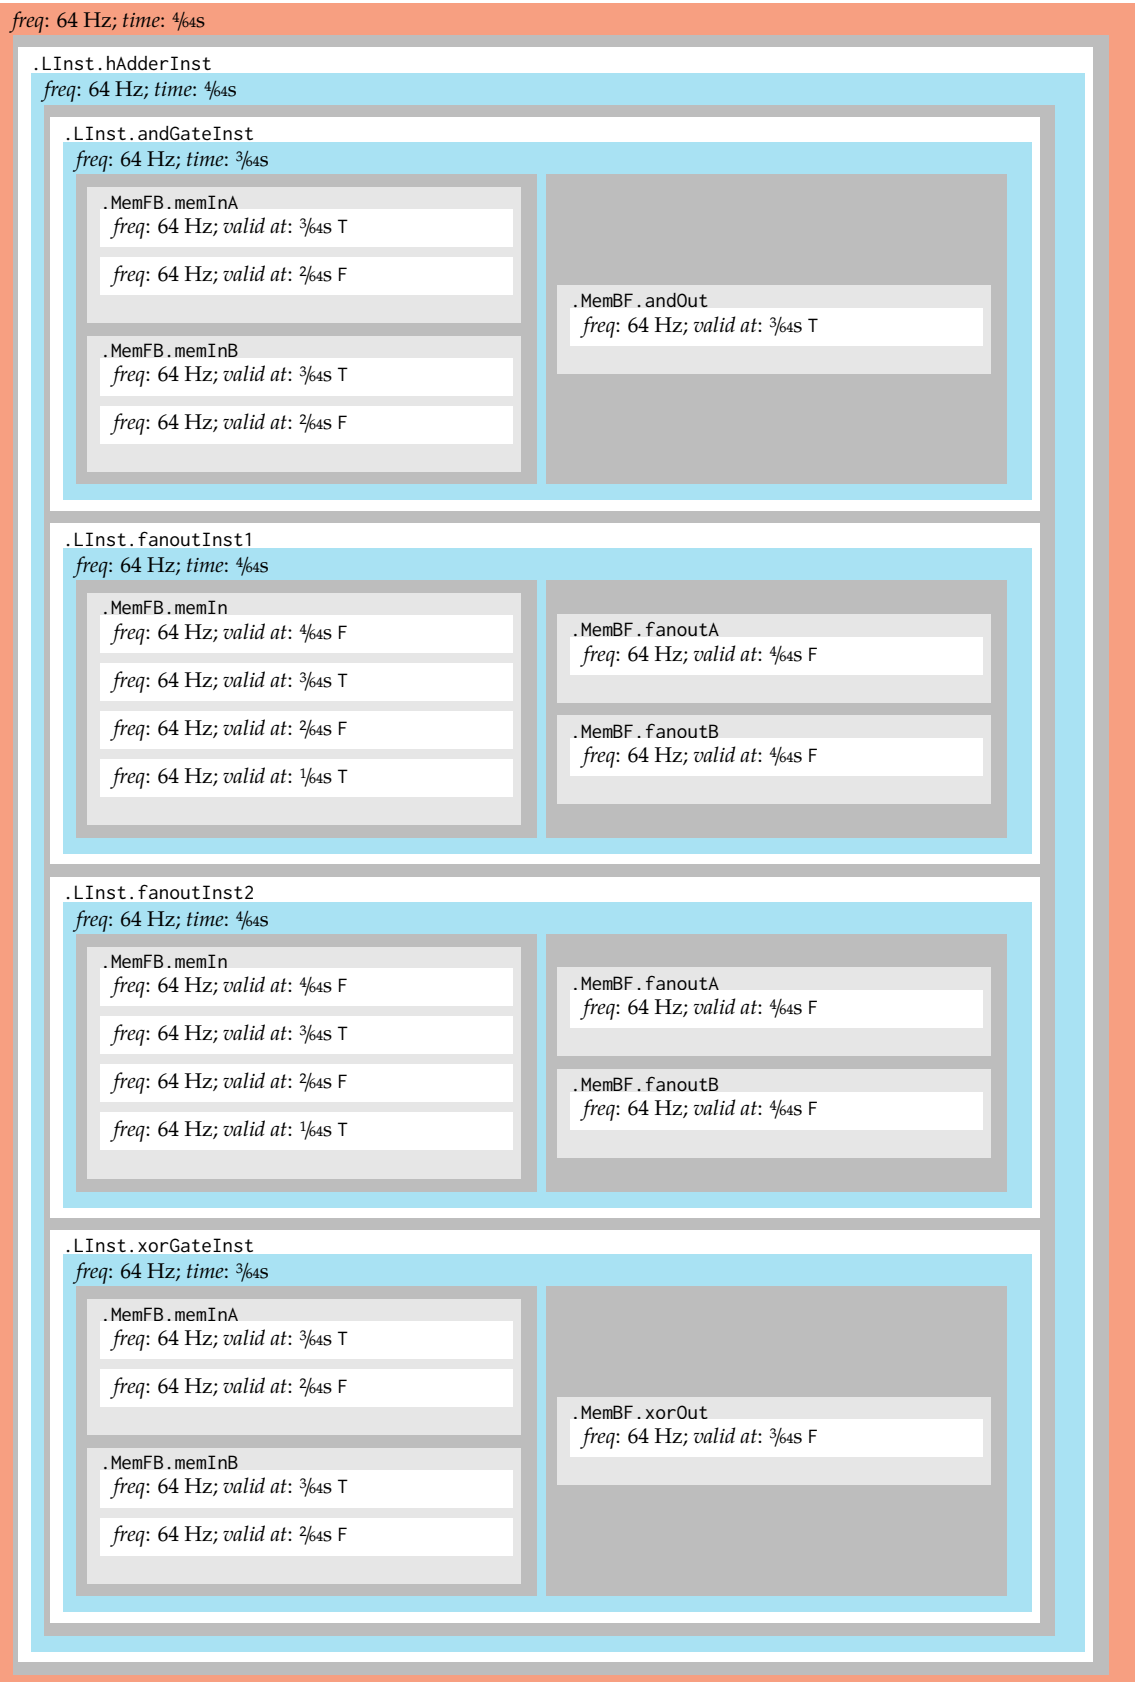 freq: 64 Hz; time: 4/64s
.LInst.hAdderInst
freq: 64 Hz; time: 4/64s
.LInst.andGateInst
freq: 64 Hz; time: 3/64s
.MemFB.memInA
freq: 64 Hz; valid at: 3/64s T
freq: 64 Hz; valid at: 2/64s F
.MemFB.memInB
freq: 64 Hz; valid at: 3/64s T
freq: 64 Hz; valid at: 2/64s F
.MemBF.andOut
freq: 64 Hz; valid at: 3/64s T
.LInst.fanoutInst1
freq: 64 Hz; time: 4/64s
.MemFB.memIn
freq: 64 Hz; valid at: 4/64s F
freq: 64 Hz; valid at: 3/64s T
freq: 64 Hz; valid at: 2/64s F
freq: 64 Hz; valid at: 1/64s T
.MemBF.fanoutA
freq: 64 Hz; valid at: 4/64s F
.MemBF.fanoutB
freq: 64 Hz; valid at: 4/64s F
.LInst.fanoutInst2
freq: 64 Hz; time: 4/64s
.MemFB.memIn
freq: 64 Hz; valid at: 4/64s F
freq: 64 Hz; valid at: 3/64s T
freq: 64 Hz; valid at: 2/64s F
freq: 64 Hz; valid at: 1/64s T
.MemBF.fanoutA
freq: 64 Hz; valid at: 4/64s F
.MemBF.fanoutB
freq: 64 Hz; valid at: 4/64s F
.LInst.xorGateInst
freq: 64 Hz; time: 3/64s
.MemFB.memInA
freq: 64 Hz; valid at: 3/64s T
freq: 64 Hz; valid at: 2/64s F
.MemFB.memInB
freq: 64 Hz; valid at: 3/64s T
freq: 64 Hz; valid at: 2/64s F
.MemBF.xorOut
freq: 64 Hz; valid at: 3/64s F